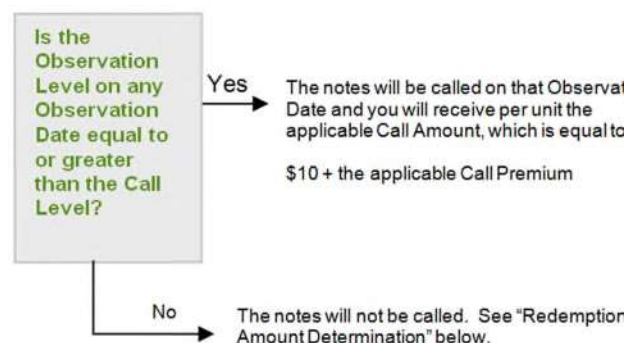 Is the
Observation
Level on any
Observation
Date equal to
or greater
than the Call
Level?
Yes
The notes will be called on that Observat
Date and you will receive per unit the
applicable Call Amount, which is equal to
$10 + the applicable Call Premium
No
The notes will not be called. See “Redemption
Amount Determination” below.